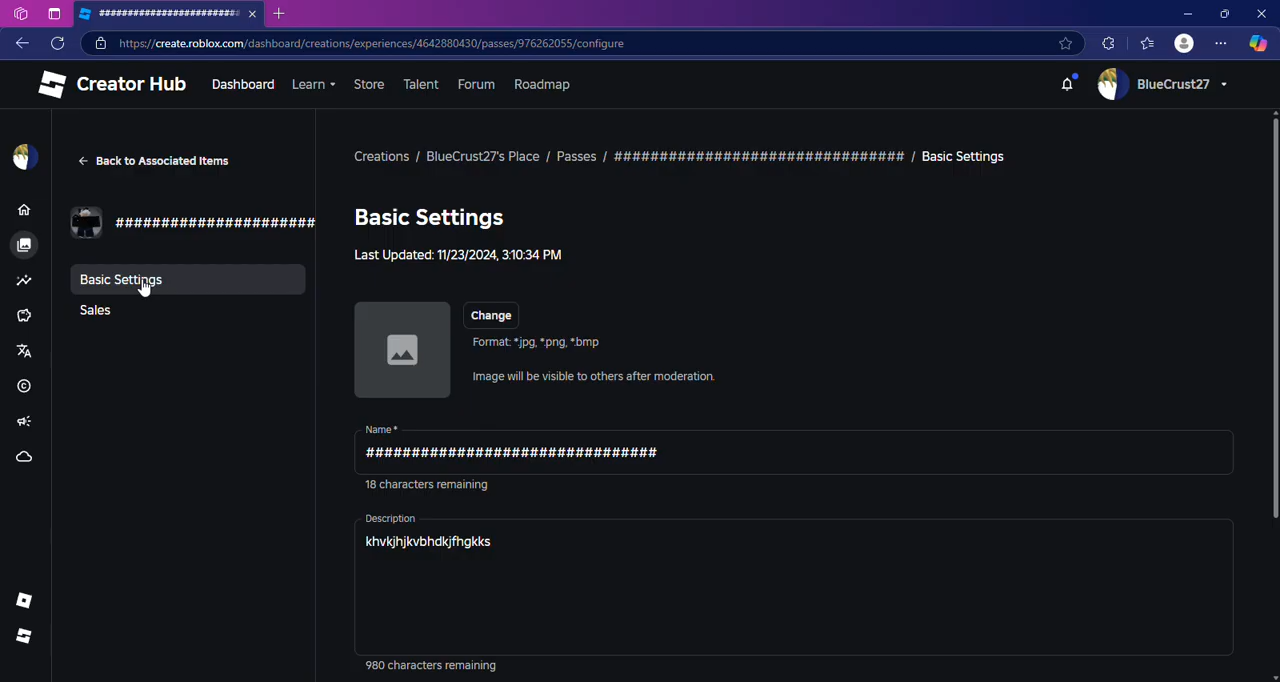 ################################
https://create.roblox.com/dashboard/creations/experiences/4642880430/passes/976262055/configure
Creator Hub
Dashboard
Learn
Store
Talent
Forum
Roadmap
BlueCrust27
Back to Associated Items
######################
Basic Settings
Sales
Creations / BlueCrust27's Place / Passes / ################################ / Basic Settings
Basic Settings
Last Updated: 11/23/2024, 3:10:34 PM
Change
Format: *.jpg, *.png, *.bmp
Image will be visible to others after moderation.
Name *
################################
18 characters remaining
Description
khvkjhjkvbhdkjfhgkks
980 characters remaining